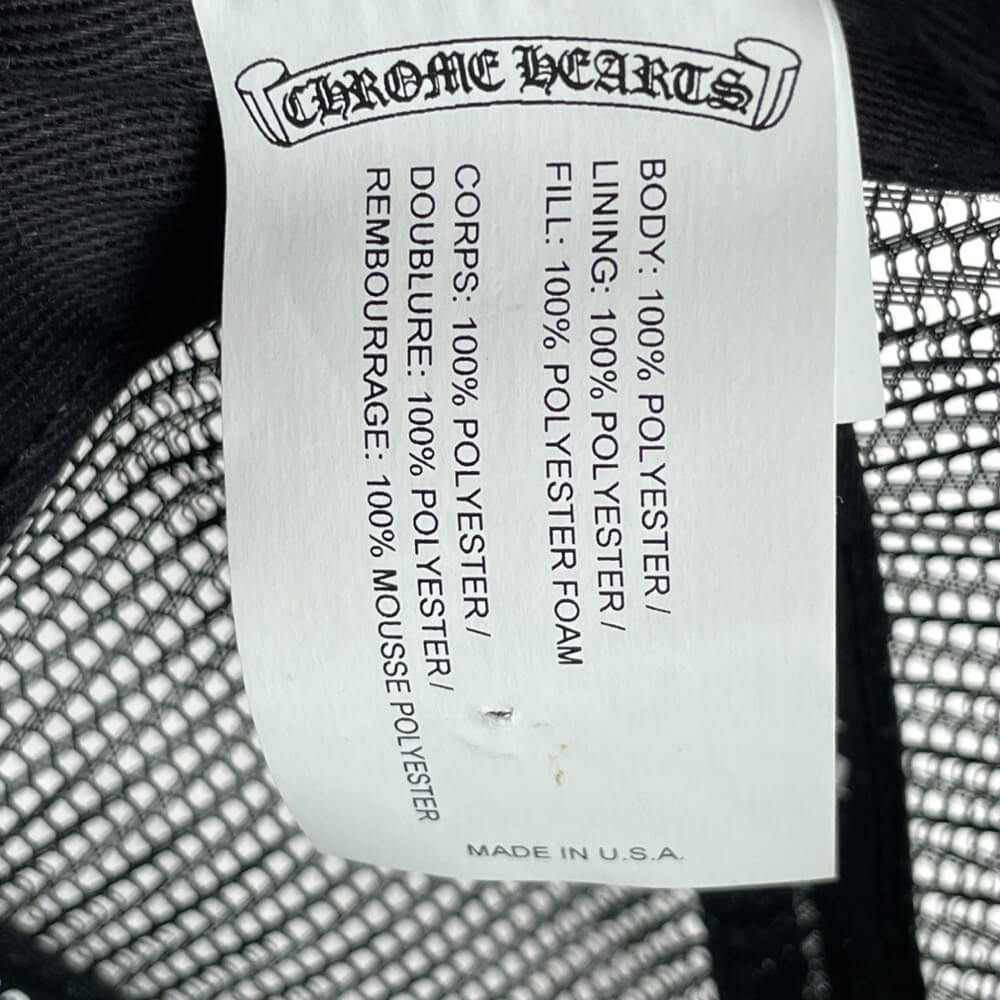 CHROME HEARTS
BODY: 100% POLYESTER /
LINING: 100% POLYESTER /
FILL: 100% POLYESTER FOAM
CORPS: 100% POLYESTER /
DOUBLURE: 100% POLYESTER /
REMBOURRAGE: 100% MOUSSE POLYESTER
MADE IN U.S.A.